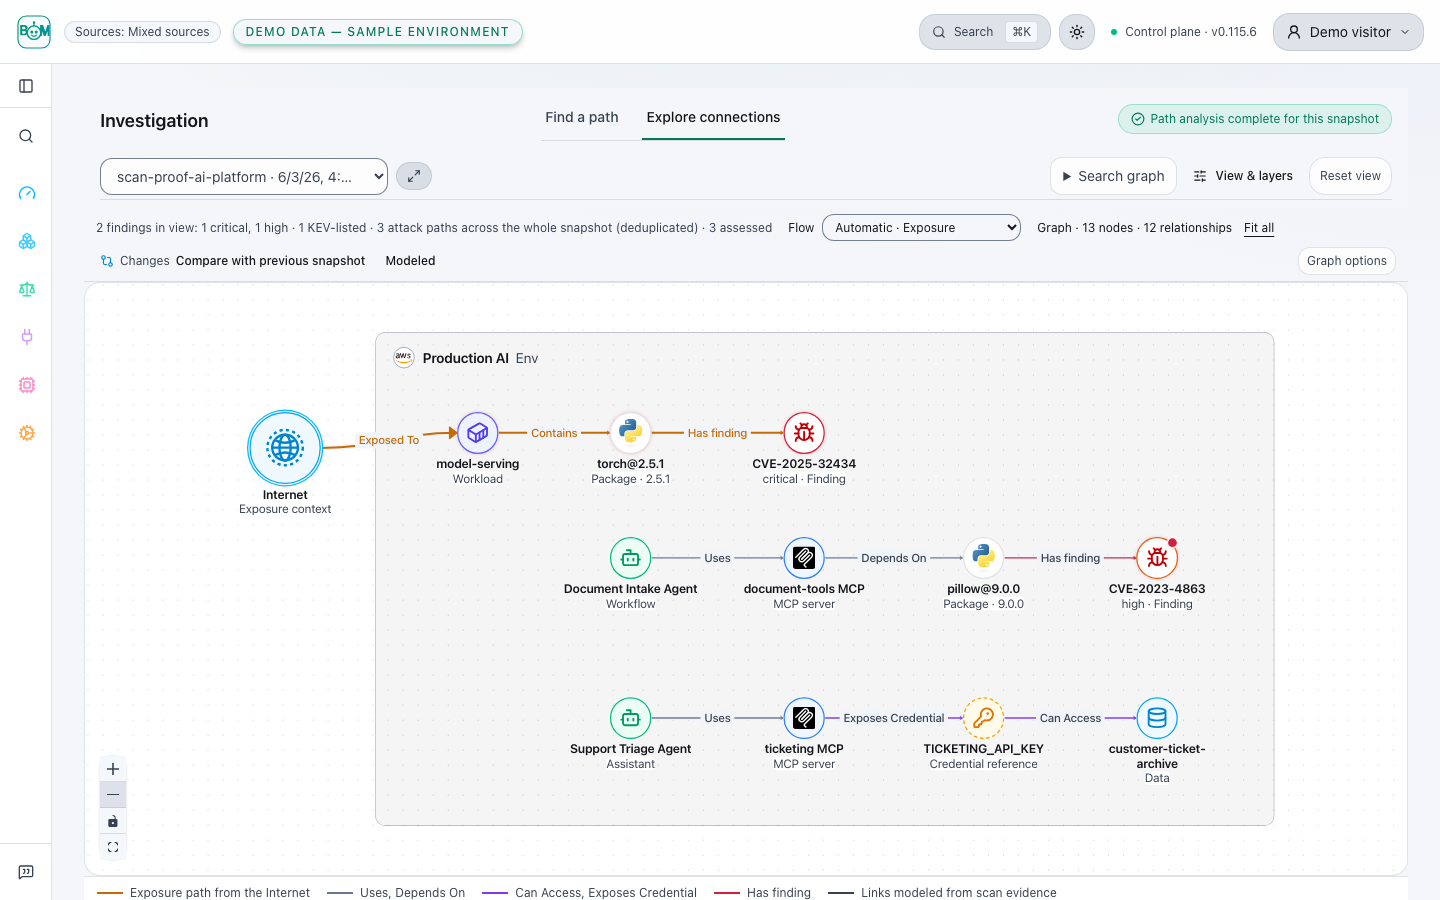 BOM
Sources: Mixed sources
DEMO DATA — SAMPLE ENVIRONMENT
Search ⌘K
Control plane · v0.115.6
Demo visitor
Investigation
Find a path
Explore connections
Path analysis complete for this snapshot
scan-proof-ai-platform · 6/3/26, 4:...
Search graph
View & layers
Reset view
2 findings in view: 1 critical, 1 high · 1 KEV-listed · 3 attack paths across the whole snapshot (deduplicated) · 3 assessed
Flow
Automatic · Exposure
Graph · 13 nodes · 12 relationships
Fit all
Changes
Compare with previous snapshot
Modeled
Graph options
aws
Production AI Env
Exposed To
Contains
Has finding
Internet
Exposure context
model-serving
Workload
torch@2.5.1
Package · 2.5.1
CVE-2025-32434
critical · Finding
Uses
Depends On
Has finding
Document Intake Agent
Workflow
document-tools MCP
MCP server
pillow@9.0.0
Package · 9.0.0
CVE-2023-4863
high · Finding
Uses
Exposes Credential
Can Access
Support Triage Agent
Assistant
ticketing MCP
MCP server
TICKETING_API_KEY
Credential reference
customer-ticket-
archive
Data
Exposure path from the Internet
Uses, Depends On
Can Access, Exposes Credential
Has finding
Links modeled from scan evidence